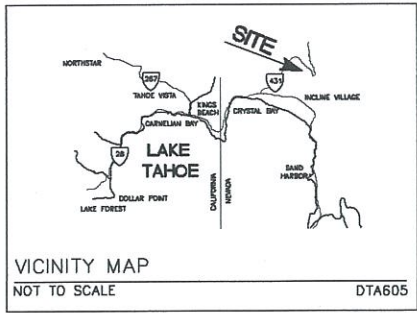 SITE
NORTHSTAR
267
431
TAHOE VISTA
KINGS
BEACH
INCLINE VILLAGE
CRYSTAL BAY
CARNELIAN BAY
28
LAKE
TAHOE
SAND
HARBOR
DOLLAR POINT
LAKE FOREST
CALIFORNIA
NEVADA
VICINITY MAP
NOT TO SCALE DTA605